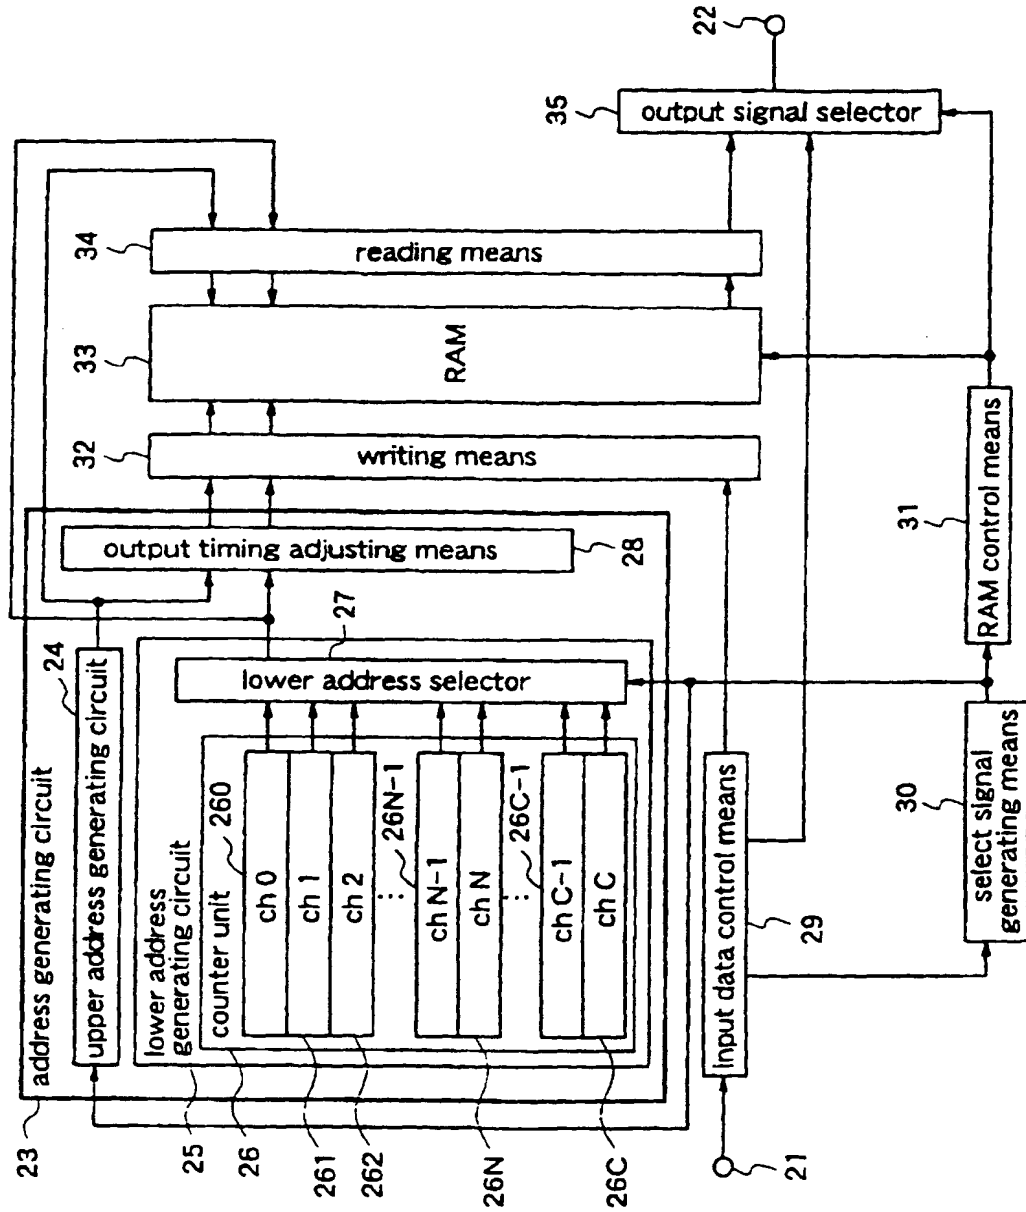 23
address generating circuit
24
upper address generating circuit
25
lower address
generating circuit
26
counter unit
260
ch 0
ch 1
ch 2
⋮
26N-1
ch N-1
ch N
⋮
26C-1
ch C-1
ch C
261
262
26N
26C
27
lower address selector
output timing adjusting means
28
32
writing means
33
RAM
34
reading means
35
output signal selector
22
21
input data control means
29
30
select signal
generating means
31
RAM control means